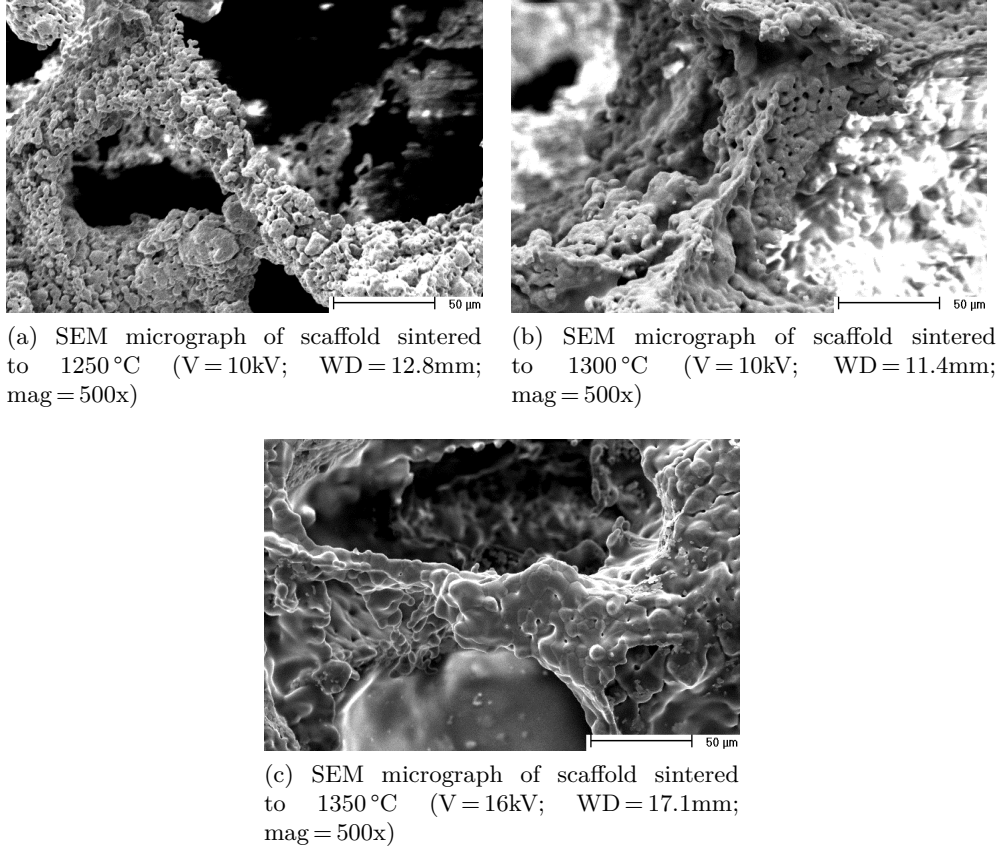 50 µm
50 µm
(a) SEM micrograph of scaffold sintered
to 1250 °C (V = 10kV; WD = 12.8mm;
mag = 500x)
(b) SEM micrograph of scaffold sintered
to 1300 °C (V = 10kV; WD = 11.4mm;
mag = 500x)
50 µm
(c) SEM micrograph of scaffold sintered
to 1350 °C (V = 16kV; WD = 17.1mm;
mag = 500x)